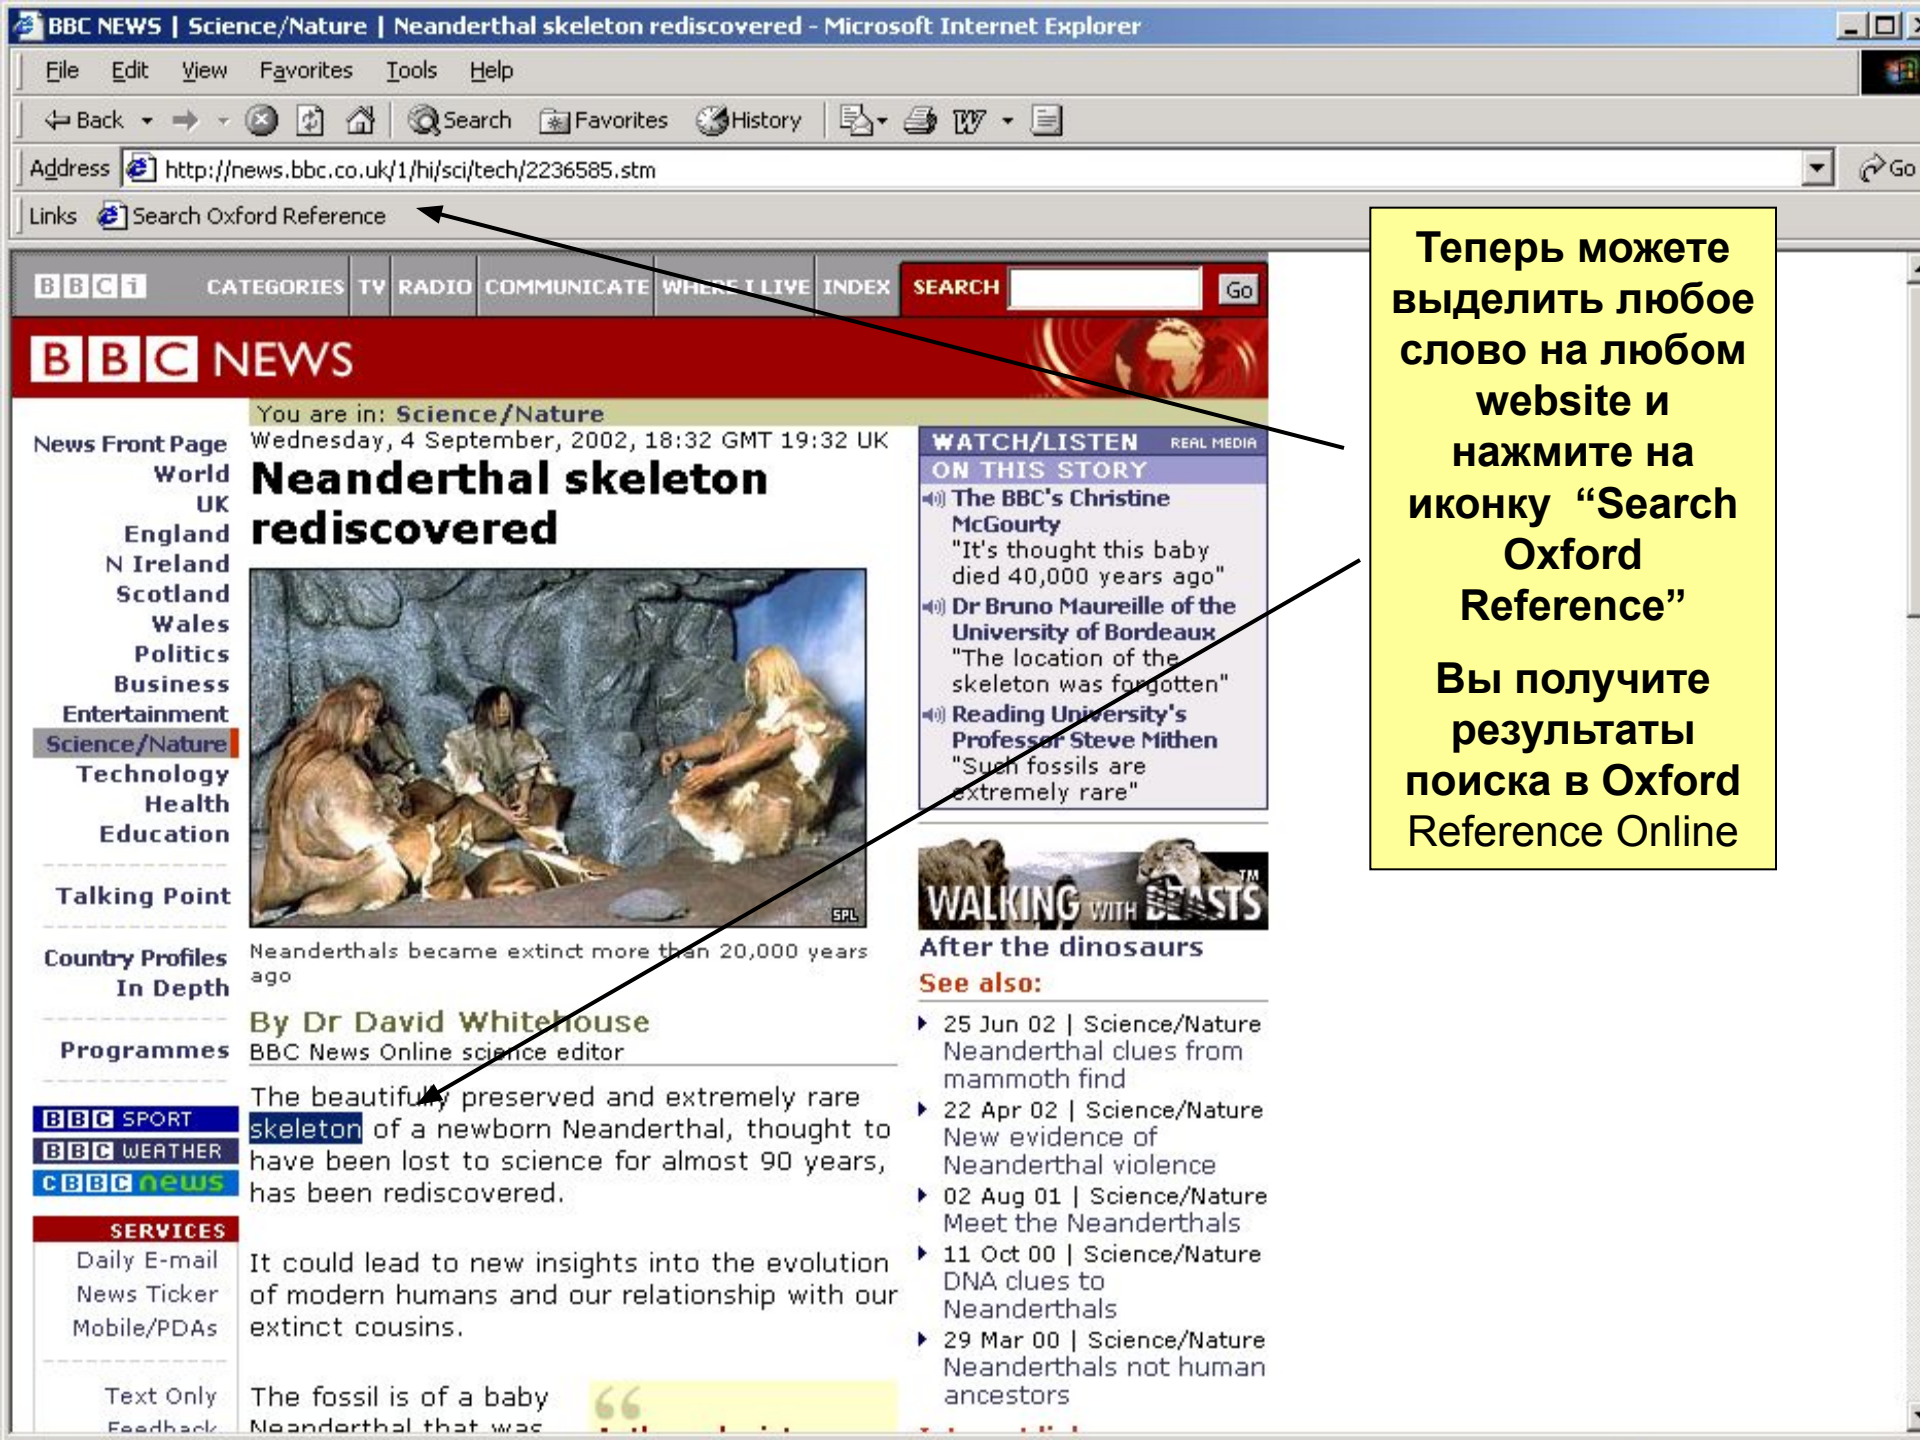 BBC NEWS | Science/Nature | Neanderthal skeleton rediscovered - Microsoft Internet Explorer
File Edit View Favorites Tools Help
Back Search Favorites History
Address http://news.bbc.co.uk/1/hi/sci/tech/2236585.stm Go
Links Search Oxford Reference
BBCi CATEGORIES TV RADIO COMMUNICATE WHERE I LIVE INDEX SEARCH Go
BBC NEWS
You are in: Science/Nature
News Front Page
World
UK
England
N Ireland
Scotland
Wales
Politics
Business
Entertainment
Science/Nature
Technology
Health
Education
Talking Point
Country Profiles
In Depth
Programmes
BBC SPORT
BBC WEATHER
CBBC news
SERVICES
Daily E-mail
News Ticker
Mobile/PDAs
Text Only
Feedback
Wednesday, 4 September, 2002, 18:32 GMT 19:32 UK
Neanderthal skeleton
rediscovered
SPL
Neanderthals became extinct more than 20,000 years
ago
By Dr David Whitehouse
BBC News Online science editor
The beautifully preserved and extremely rare
skeleton of a newborn Neanderthal, thought to
have been lost to science for almost 90 years,
has been rediscovered.
It could lead to new insights into the evolution
of modern humans and our relationship with our
extinct cousins.
The fossil is of a baby
Neanderthal that was
WATCH/LISTEN REAL MEDIA
ON THIS STORY
The BBC's Christine
McGourty
"It's thought this baby
died 40,000 years ago"
Dr Bruno Maureille of the
University of Bordeaux
"The location of the
skeleton was forgotten"
Reading University's
Professor Steve Mithen
"Such fossils are
extremely rare"
WALKING WITH BEASTS TM
After the dinosaurs
See also:
25 Jun 02 | Science/Nature
Neanderthal clues from
mammoth find
22 Apr 02 | Science/Nature
New evidence of
Neanderthal violence
02 Aug 01 | Science/Nature
Meet the Neanderthals
11 Oct 00 | Science/Nature
DNA clues to
Neanderthals
29 Mar 00 | Science/Nature
Neanderthals not human
ancestors
Теперь можете
выделить любое
слово на любом
website и
нажмите на
иконку “Search
Oxford
Reference”
Вы получите
результаты
поиска в Oxford
Reference Online